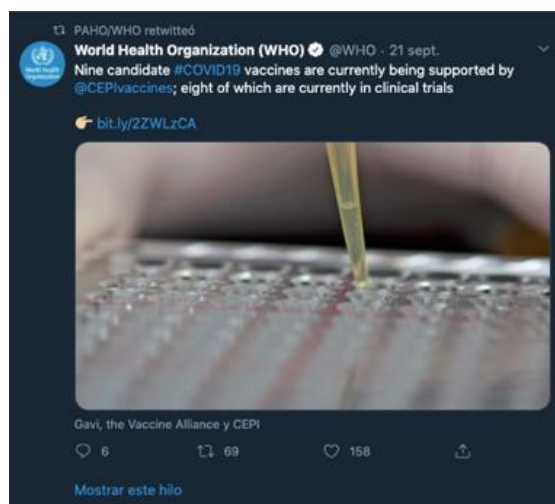 PAHO/WHO retwitteó
World Health Organization (WHO) @WHO · 21 sept.
Nine candidate #COVID19 vaccines are currently being supported by
@CEPIvaccines; eight of which are currently in clinical trials
👉🏼 bit.ly/2ZWLzCA
Gavi, the Vaccine Alliance y CEPI
6 69 158
Mostrar este hilo